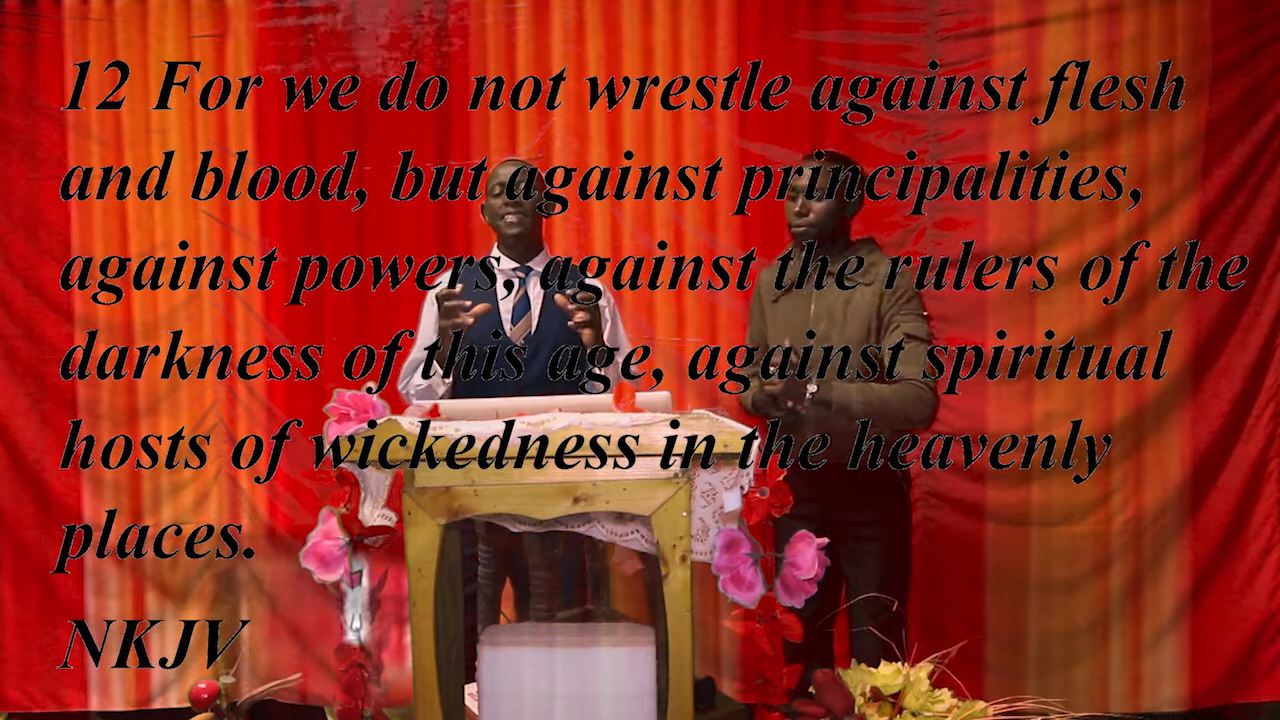 12 For we do not wrestle against flesh
and blood, but against principalities,
against powers, against the rulers of the
darkness of this age, against spiritual
hosts of wickedness in the heavenly
places.
NKJV